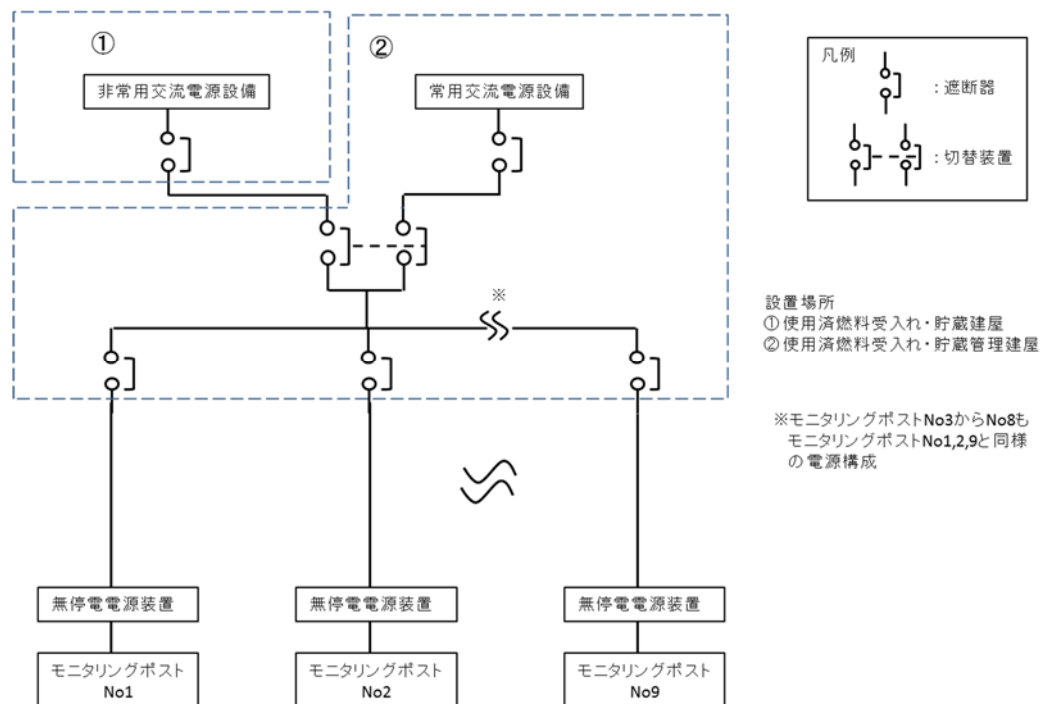 ①
②
非常用交流電源設備
常用交流電源設備
凡例
：遮断器
：切替装置
※
設置場所
①使用済燃料受入れ・貯蔵建屋
②使用済燃料受入れ・貯蔵管理建屋
※モニタリングポストNo3からNo8も
モニタリングポストNo1,2,9と同様
の電源構成
無停電電源装置
無停電電源装置
無停電電源装置
モニタリングポスト
No1
モニタリングポスト
No2
モニタリングポスト
No9